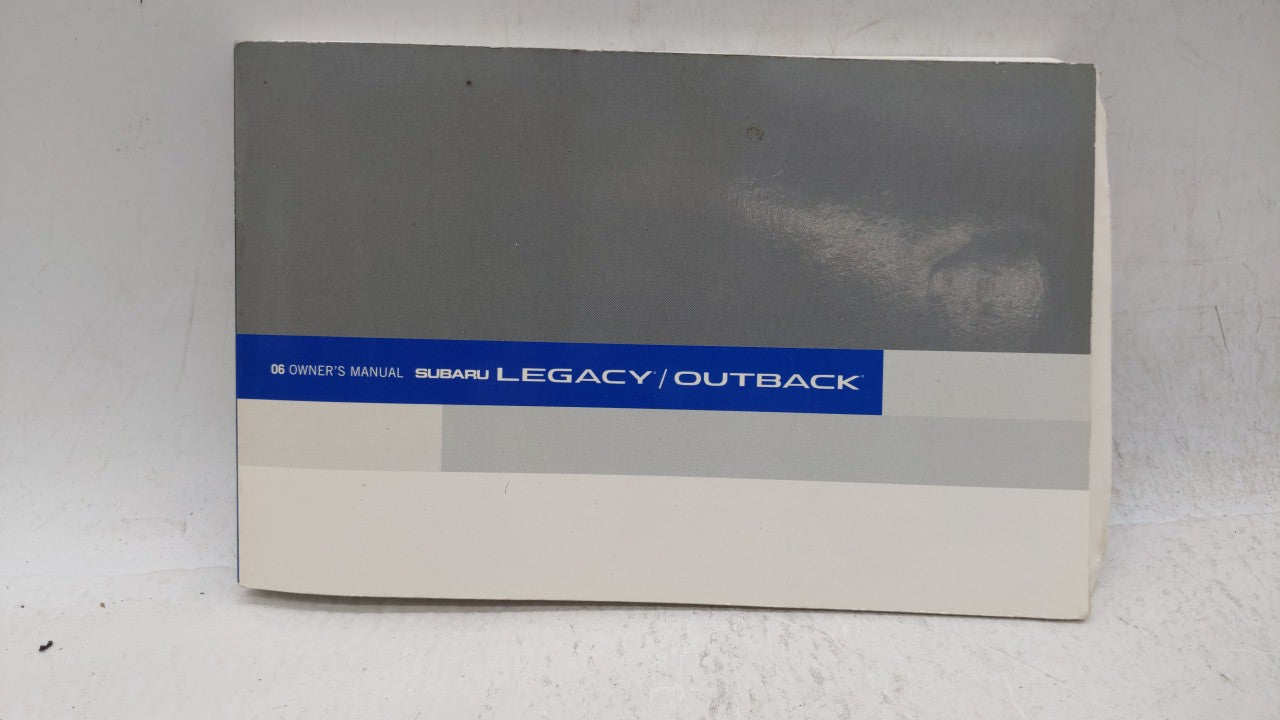 06 OWNER'S MANUAL SUBARU LEGACY® / OUTBACK®